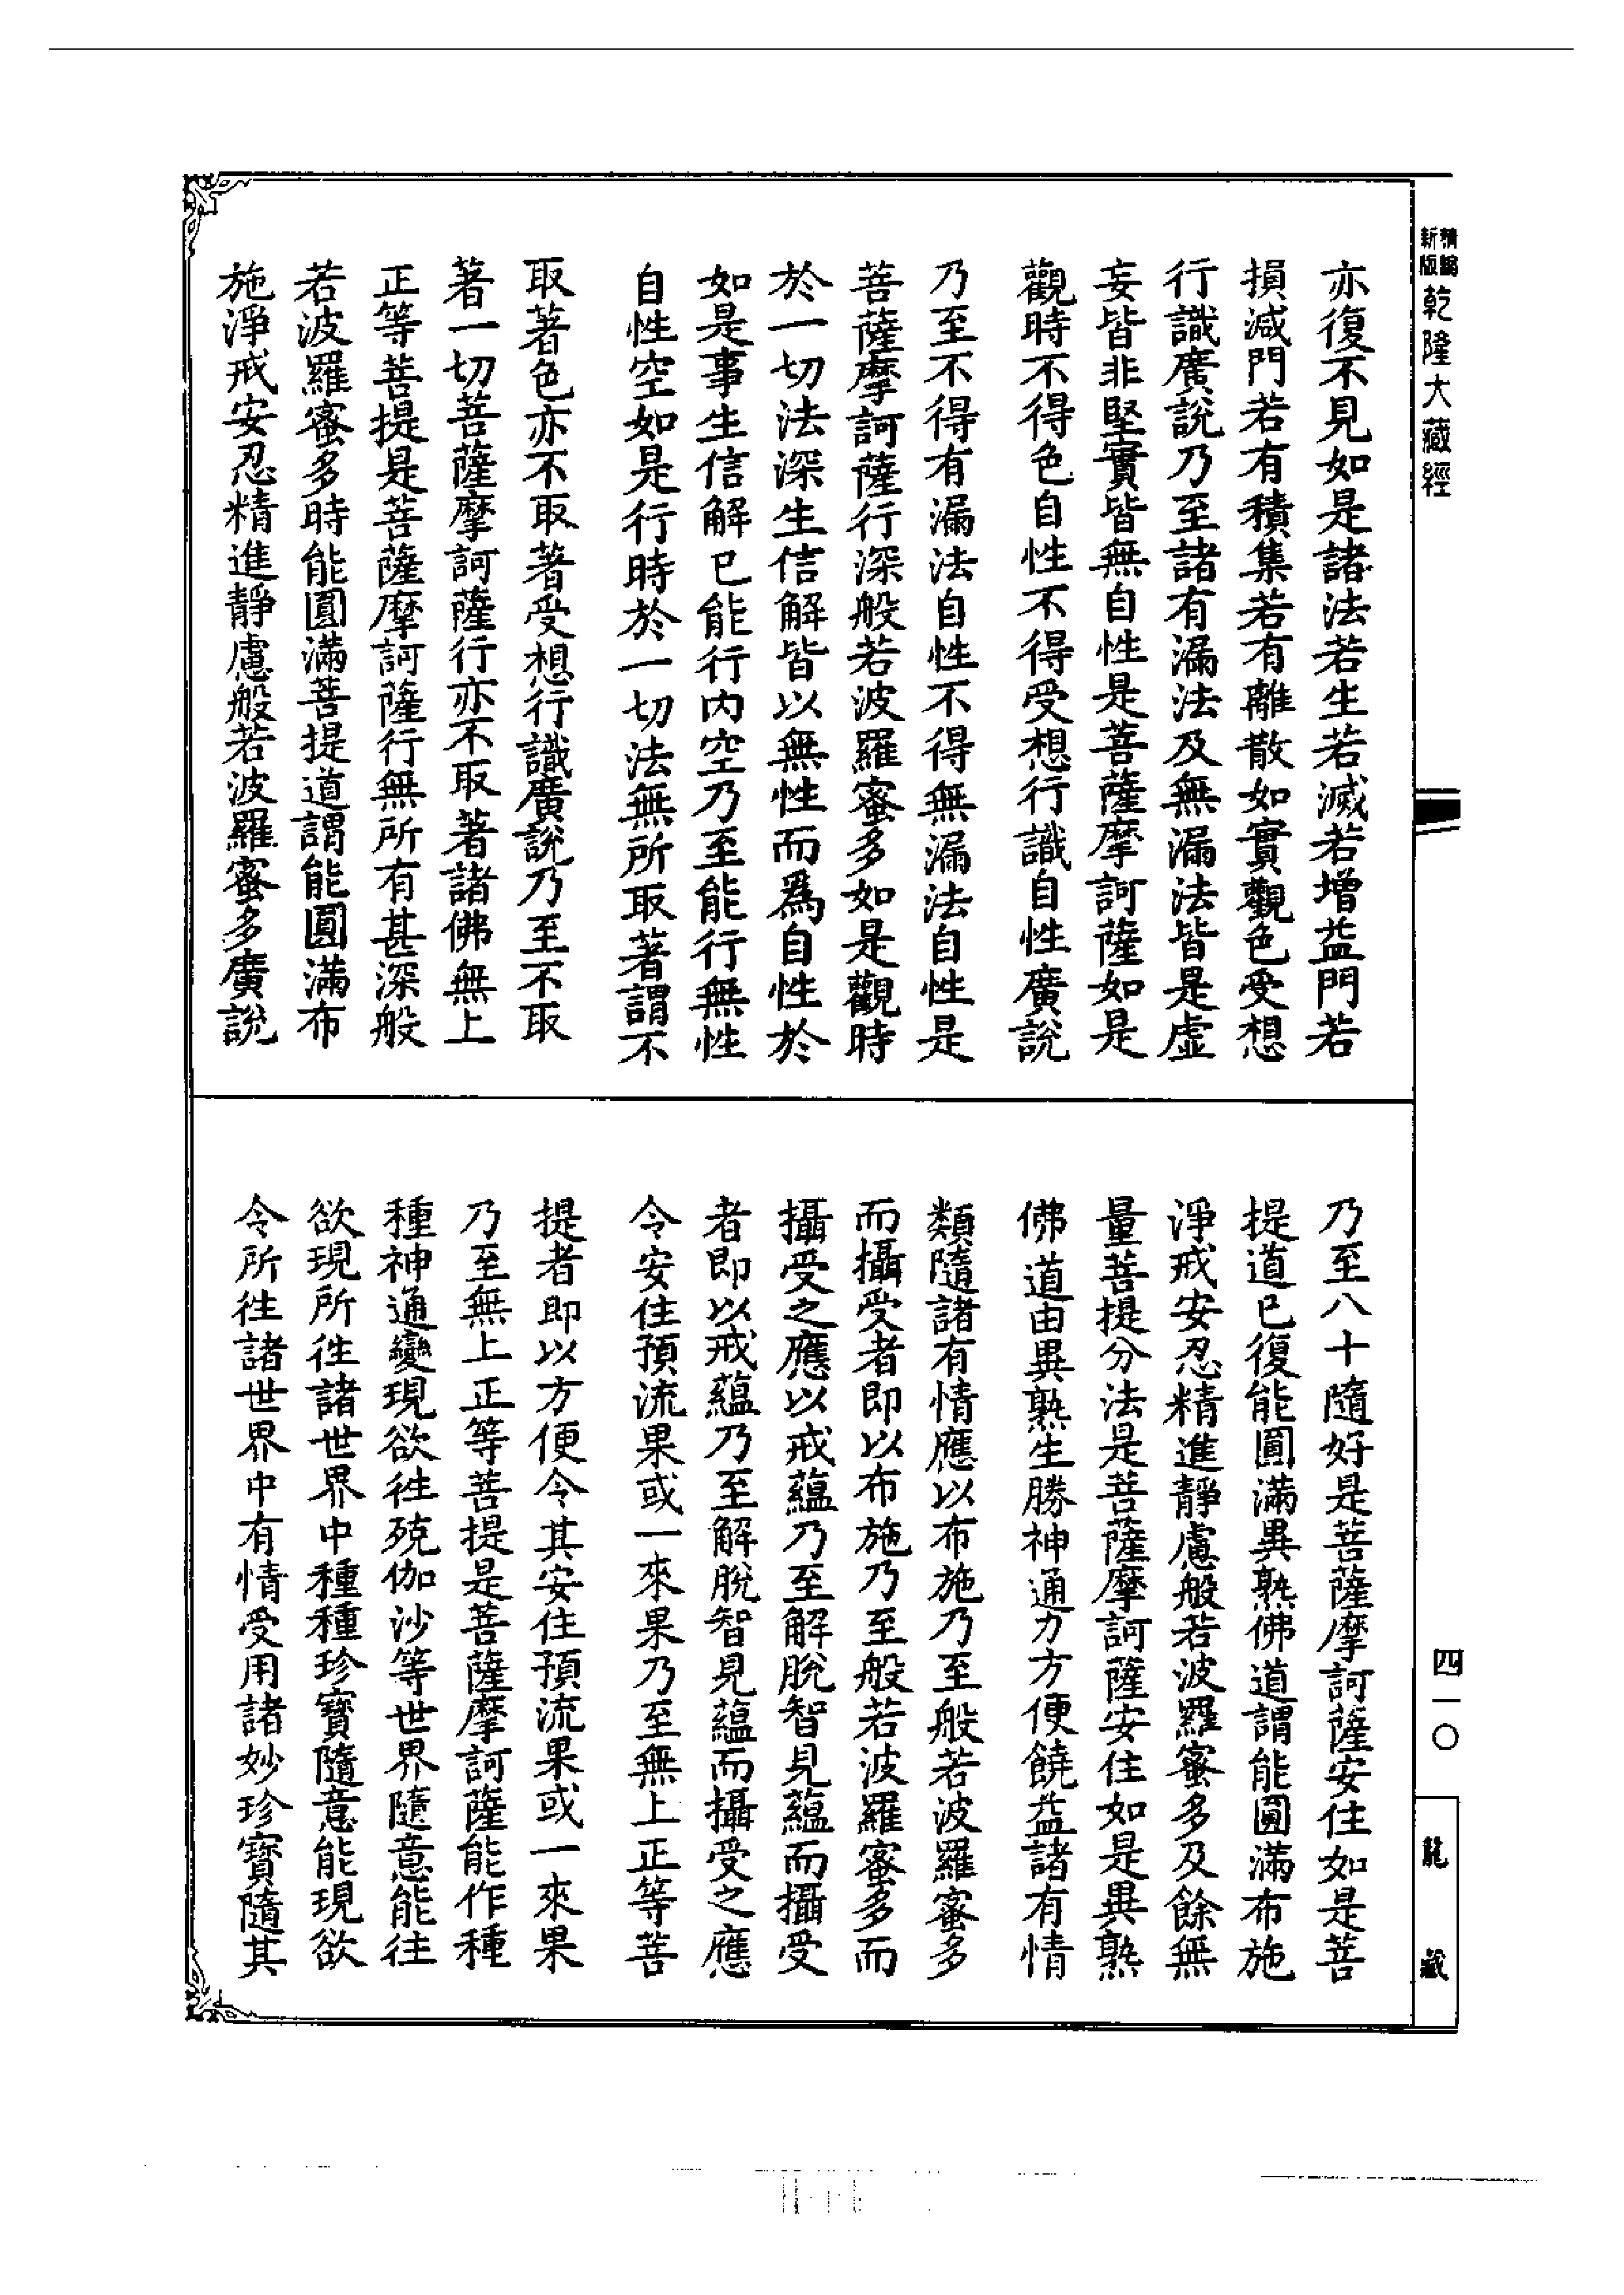 新版精編乾隆大藏經
亦復不見如是諸法若生若滅若增益門若
損減門若有積集若有離散如實觀色受想
行識廣說乃至諸有漏法及無漏法皆是虛
妄皆非堅實皆無自性是菩薩摩訶薩如是
觀時不得色自性不得受想行識自性廣說
乃至不得有漏法自性不得無漏法自性是
菩薩摩訶薩行深般若波羅蜜多如是觀時
於一切法深生信解皆以無性而為自性於
如是事生信解已能行內空乃至能行無性
自性空如是行時於一切法無所取著謂不
取著色亦不取著受想行識廣說乃至不取
著一切菩薩摩訶薩行亦不取著諸佛無上
正等菩提是菩薩摩訶薩行無所有甚深般
若波羅蜜多時能圓滿菩提道謂能圓滿布
施淨戒安忍精進靜慮般若波羅蜜多廣說
乃至八十隨好是菩薩摩訶薩安住如是菩
提道已復能圓滿異熟佛道謂能圓滿布施
淨戒安忍精進靜慮般若波羅蜜多及餘無
量菩提分法是菩薩摩訶薩安住如是異熟
佛道由異熟生勝神通力方便饒益諸有情
類隨諸有情應以布施乃至般若波羅蜜多
而攝受者即以布施乃至般若波羅蜜多而
攝受之應以戒蘊乃至解脫智見蘊而攝受
者即以戒蘊乃至解脫智見蘊而攝受之應
令安住預流果或一來果乃至無上正等菩
提者即以方便令其安住預流果或一來果
乃至無上正等菩提是菩薩摩訶薩能作種
種神通變現欲往殑伽沙等世界隨意能往
欲現所往諸世界中種種珍寶隨意能現欲
令所往諸世界中有情受用諸妙珍寶隨其
四一〇
龍藏